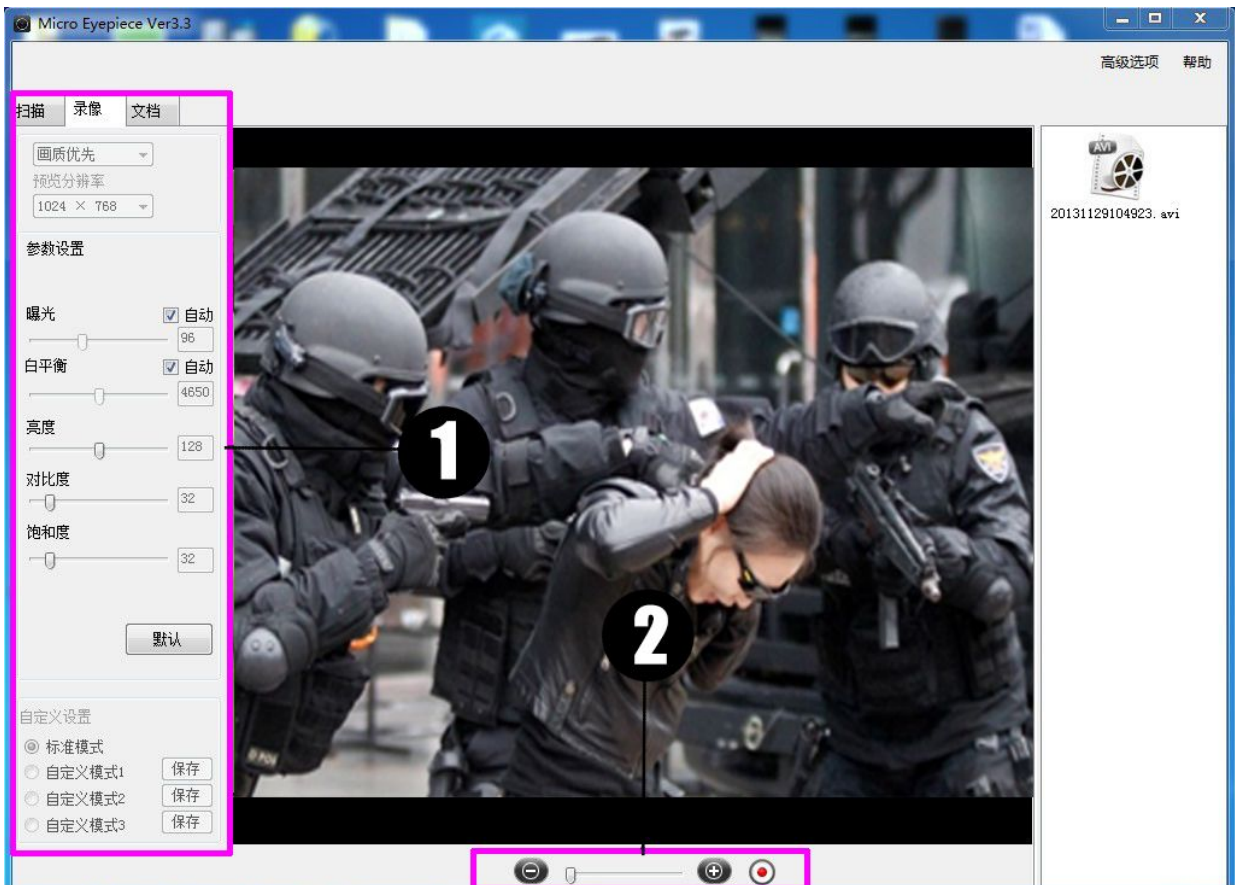 Micro Eyepiece Ver3.3
高级选项 帮助
扫描 录像 文档
画质优先
预览分辨率
1024 × 768
参数设置
曝光 自动
96
白平衡 自动
4650
亮度
128
对比度
32
饱和度
32
默认
自定义设置
标准模式
自定义模式1 保存
自定义模式2 保存
自定义模式3 保存
1
2
AVI
20131129104923.avi